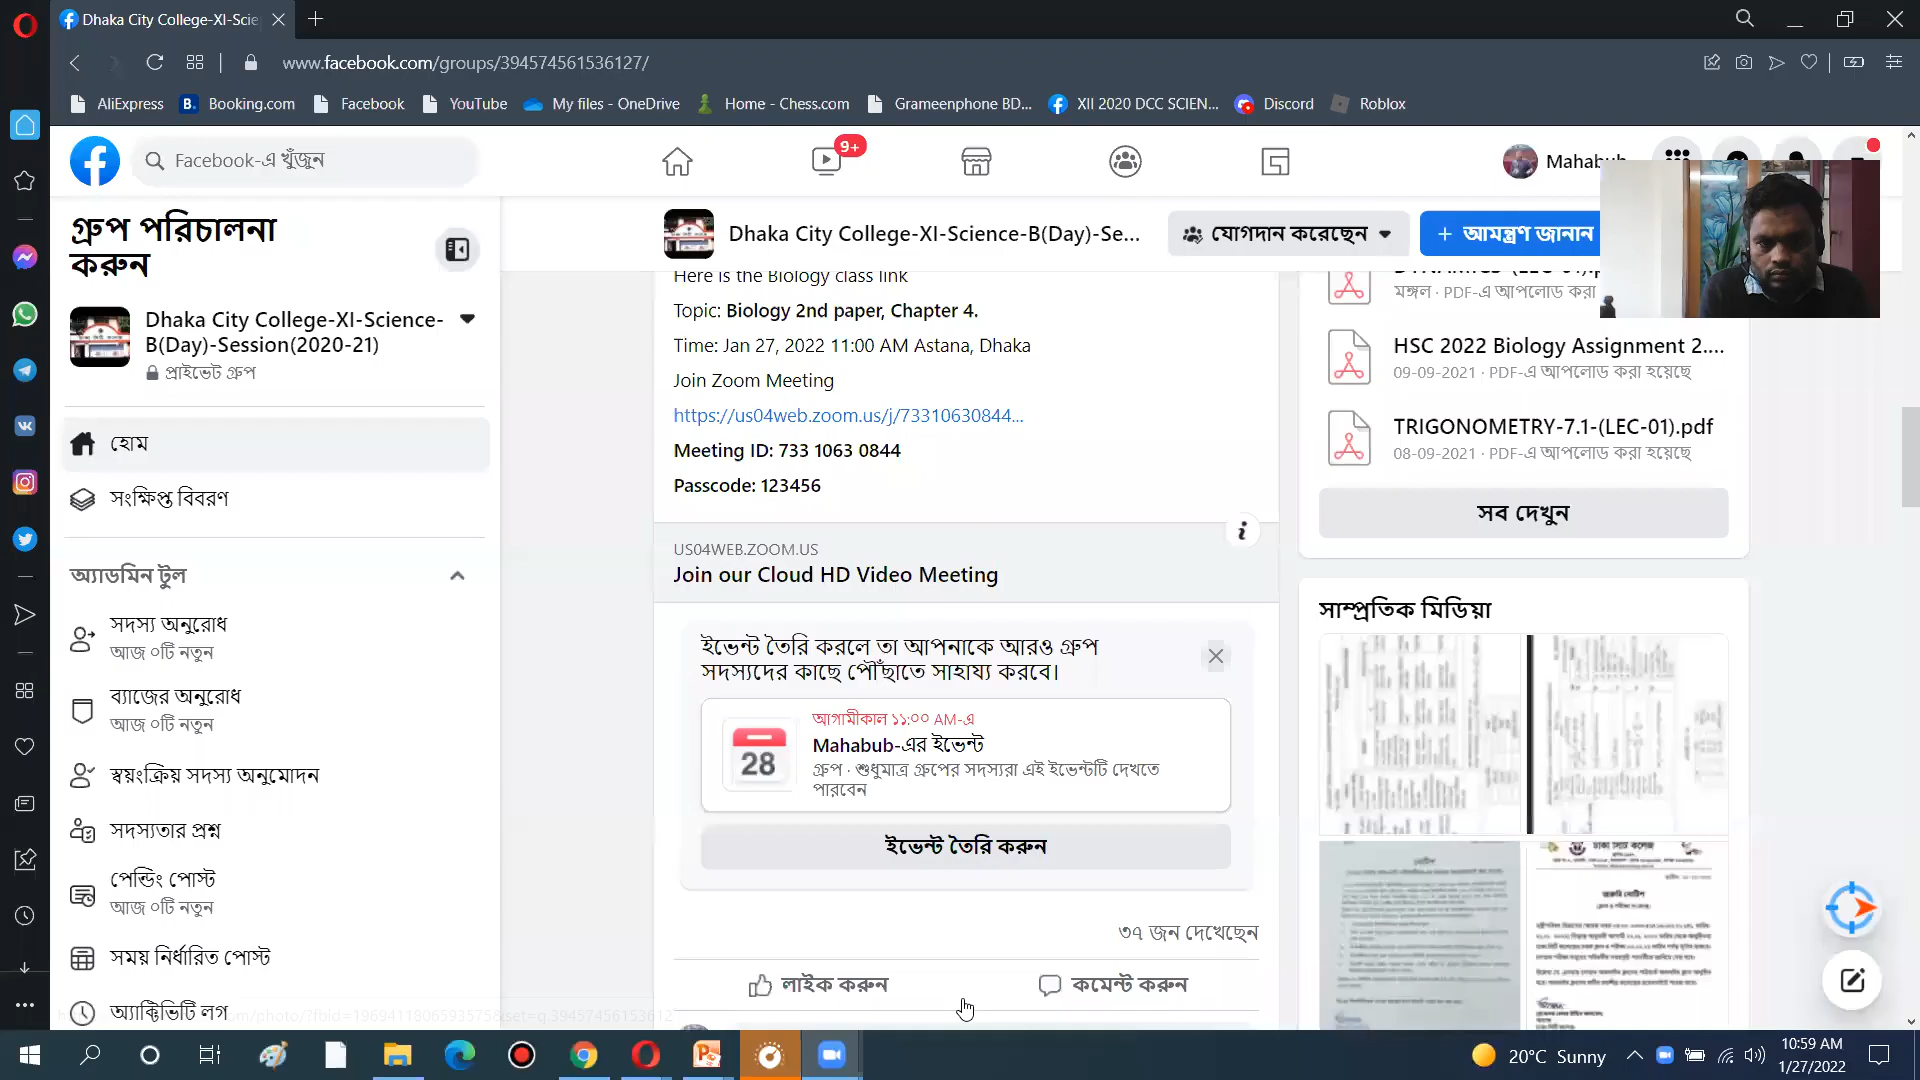 Dhaka City College-XI-Scie
www.facebook.com/groups/394574561536127/
AliExpress
Booking.com
Facebook
YouTube
My files - OneDrive
Home - Chess.com
Grameenphone BD...
XII 2020 DCC SCIEN...
Discord
Roblox
Facebook-এ খুঁজুন
9+
গ্রুপ পরিচালনা
করুন
Dhaka City College-XI-Science-
B(Day)-Session(2020-21)
প্রাইভেট গ্রুপ
হোম
সংক্ষিপ্ত বিবরণ
অ্যাডমিন টুল
সদস্য অনুরোধ
আজ ০টি নতুন
ব্যাজের অনুরোধ
আজ ০টি নতুন
স্বয়ংক্রিয় সদস্য অনুমোদন
সদস্যতার প্রশ্ন
পেন্ডিং পোস্ট
আজ ০টি নতুন
সময় নির্ধারিত পোস্ট
অ্যাক্টিভিটি লগ
Dhaka City College-XI-Science-B(Day)-Se...
যোগদান করেছেন
+ আমন্ত্রণ জানান
Here is the Biology class link
Topic: Biology 2nd paper, Chapter 4.
Time: Jan 27, 2022 11:00 AM Astana, Dhaka
Join Zoom Meeting
https://us04web.zoom.us/j/73310630844...
Meeting ID: 733 1063 0844
Passcode: 123456
US04WEB.ZOOM.US
Join our Cloud HD Video Meeting
ইভেন্ট তৈরি করলে তা আপনাকে আরও গ্রুপ
সদস্যদের কাছে পৌঁছাতে সাহায্য করবে।
28
আগামীকাল ১১:০০ AM-এ
Mahabub-এর ইভেন্ট
গ্রুপ · শুধুমাত্র গ্রুপের সদস্যরা এই ইভেন্টটি দেখতে
পারবেন
ইভেন্ট তৈরি করুন
৩৭ জন দেখেছেন
লাইক করুন
কমেন্ট করুন
মঙ্গল · PDF-এ আপলোড করা
HSC 2022 Biology Assignment 2....
09-09-2021 · PDF-এ আপলোড করা হয়েছে
TRIGONOMETRY-7.1-(LEC-01).pdf
08-09-2021 · PDF-এ আপলোড করা হয়েছে
সব দেখুন
সাম্প্রতিক মিডিয়া
ঢাকা সিটি কলেজ
20°C Sunny
10:59 AM
1/27/2022